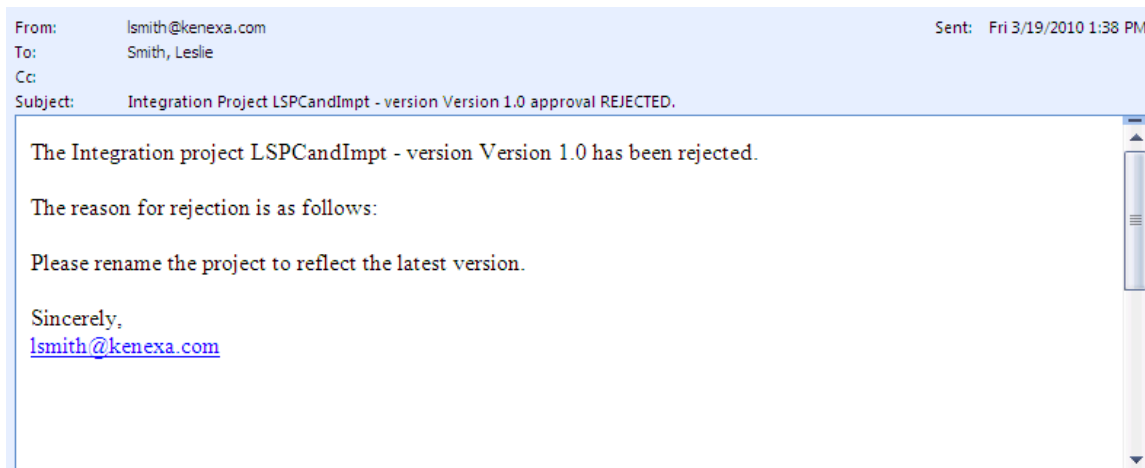 From: lsmith@kenexa.com Sent: Fri 3/19/2010 1:38 PM
To: Smith, Leslie
Cc:
Subject: Integration Project LSPCandImpt - version Version 1.0 approval REJECTED.
The Integration project LSPCandImpt - version Version 1.0 has been rejected.
The reason for rejection is as follows:
Please rename the project to reflect the latest version.
Sincerely,
lsmith@kenexa.com